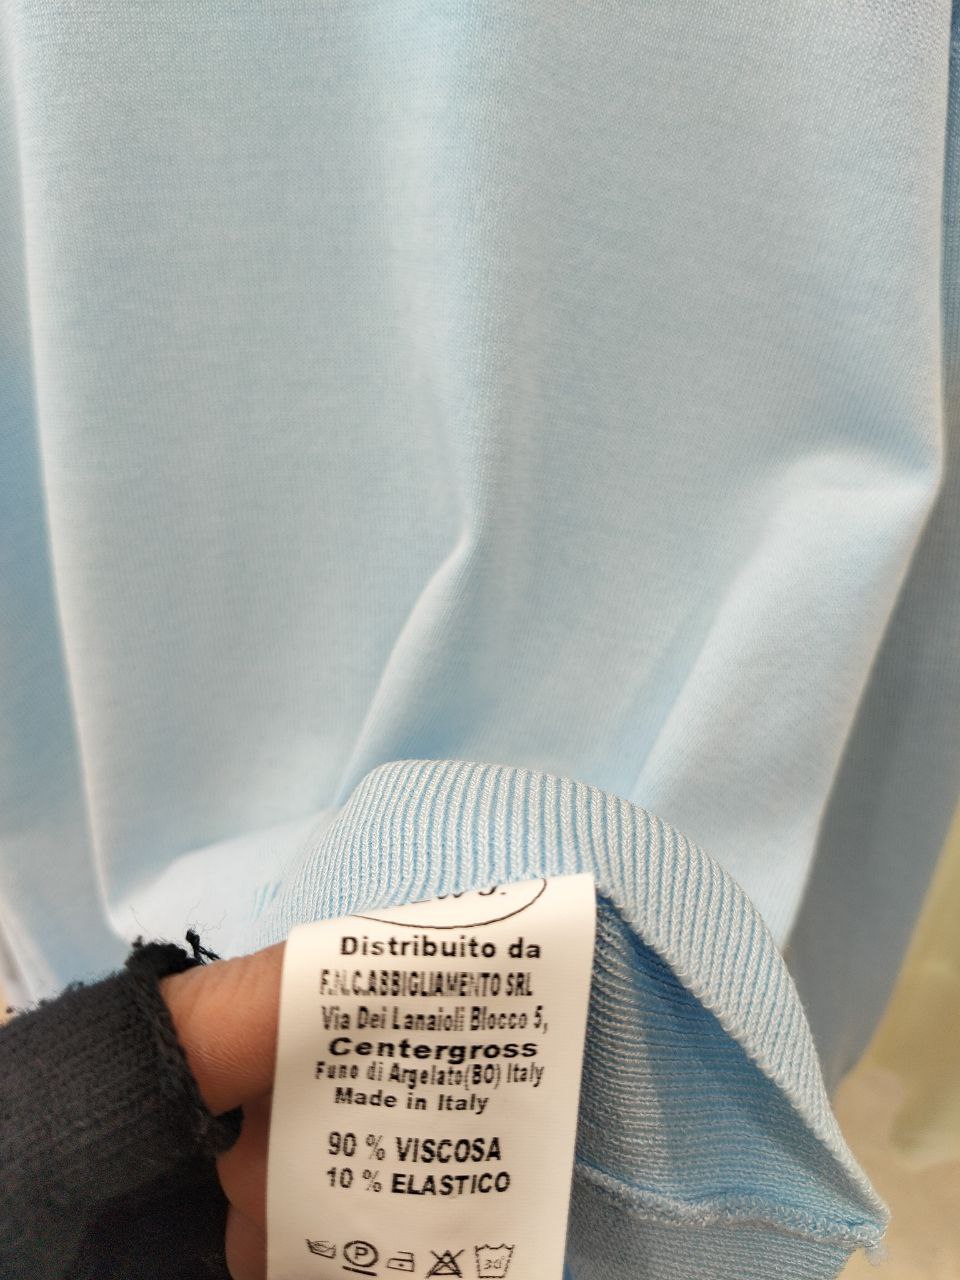 Distribuito da
F.N.C.ABBIGLIAMENTO SRL
Via Dei Lanaioli Blocco 5,
Centergross
Funo di Argelato(BO) Italy
Made in Italy
90 % VISCOSA
10 % ELASTICO
P 30